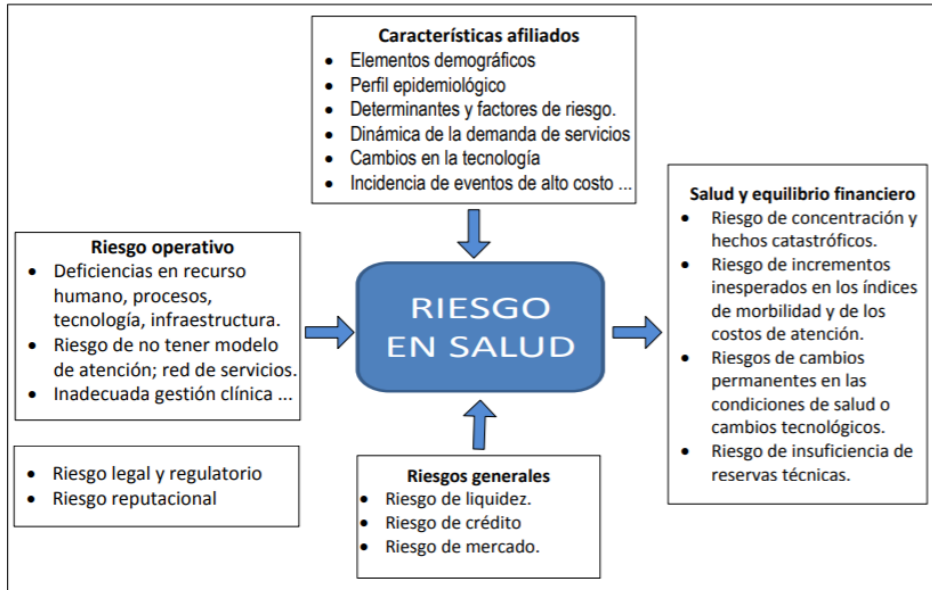 Características afiliados
• Elementos demográficos
• Perfil epidemiológico
• Determinantes y factores de riesgo.
• Dinámica de la demanda de servicios
• Cambios en la tecnología
• Incidencia de eventos de alto costo ...
Riesgo operativo
• Deficiencias en recurso
humano, procesos,
tecnología, infraestructura.
• Riesgo de no tener modelo
de atención; red de servicios.
• Inadecuada gestión clínica ...
• Riesgo legal y regulatorio
• Riesgo reputacional
RIESGO
EN SALUD
Riesgos generales
• Riesgo de liquidez.
• Riesgo de crédito
• Riesgo de mercado.
Salud y equilibrio financiero
• Riesgo de concentración y
hechos catastróficos.
• Riesgo de incrementos
inesperados en los índices
de morbilidad y de los
costos de atención.
• Riesgos de cambios
permanentes en las
condiciones de salud o
cambios tecnológicos.
• Riesgo de insuficiencia de
reservas técnicas.